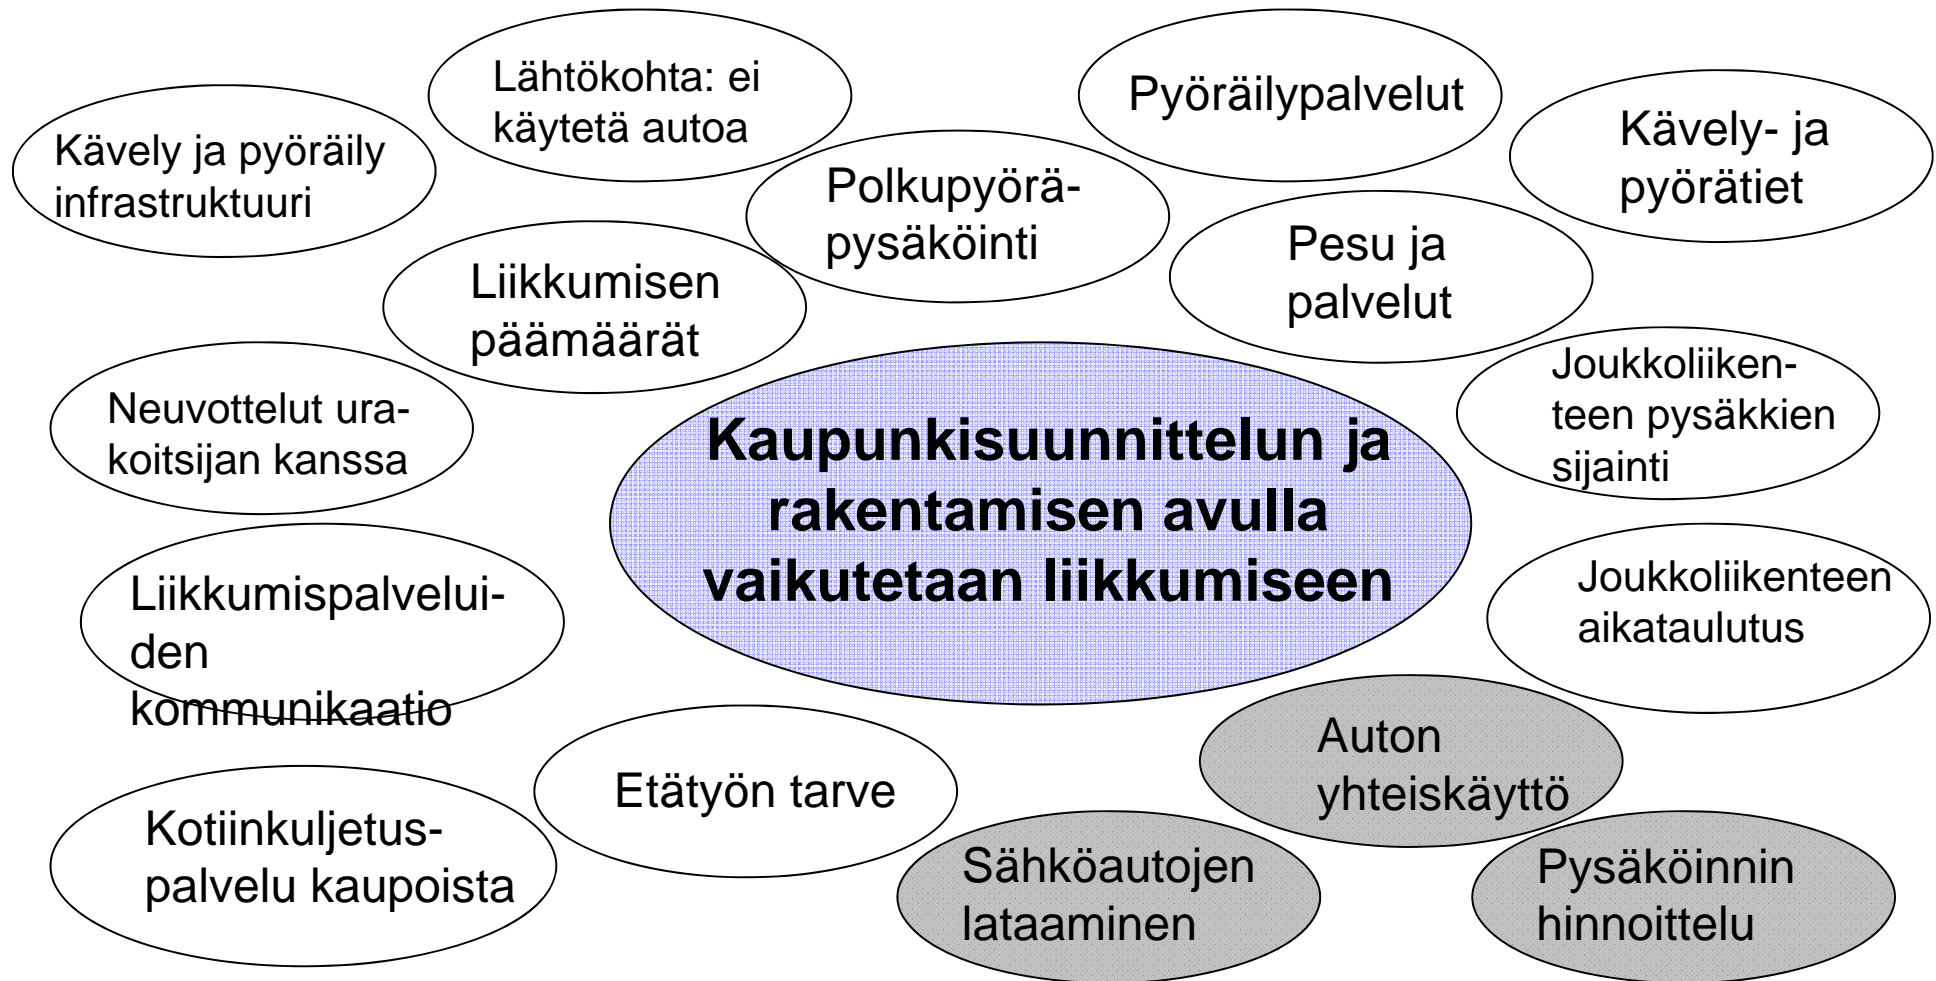 Lähtökohta: ei
käytetä autoa
Pyöräilypalvelut
Kävely ja pyöräily
infrastruktuuri
Kävely- ja
pyörätiet
Polkupyörä-
pysäköinti
Pesu ja
palvelut
Liikkumisen
päämäärät
Neuvottelut ura-
koitsijan kanssa
Joukkoliiken-
teen pysäkkien
sijainti
Kaupunkisuunnittelun ja
rakentamisen avulla
vaikutetaan liikkumiseen
Liikkumispalvelui-
den
kommunikaatio
Joukkoliikenteen
aikataulutus
Auton
yhteiskäyttö
Etätyön tarve
Kotiinkuljetus-
palvelu kaupoista
Sähköautojen
lataaminen
Pysäköinnin
hinnoittelu